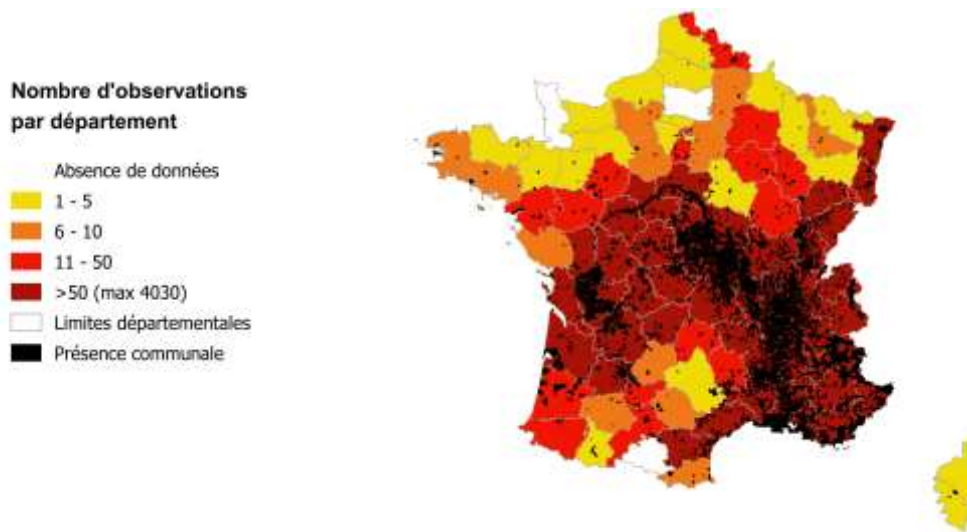 Nombre d'observations
par département
Absence de données
1 - 5
6 - 10
11 - 50
>50 (max 4030)
Limites départementales
Présence communale